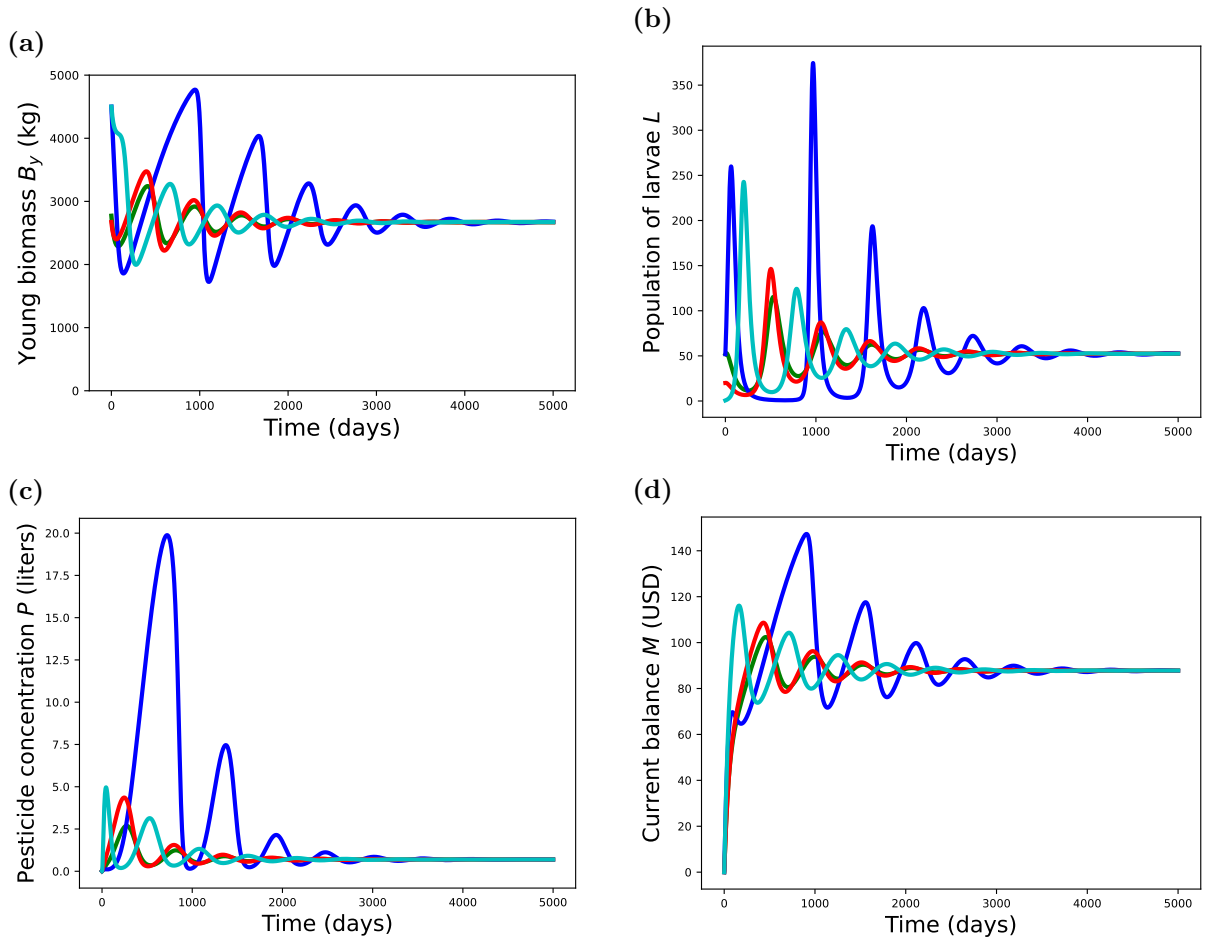 (a)
5000
4000
3000
2000
1000
0
Young biomass B_y (kg)
0 1000 2000 3000 4000 5000
Time (days)
(b)
350
300
250
200
150
100
50
0
Population of larvae L
0 1000 2000 3000 4000 5000
Time (days)
(c)
20.0
17.5
15.0
12.5
10.0
7.5
5.0
2.5
0.0
Pesticide concentration P (liters)
0 1000 2000 3000 4000 5000
Time (days)
(d)
140
120
100
80
60
40
20
0
Current balance M (USD)
0 1000 2000 3000 4000 5000
Time (days)